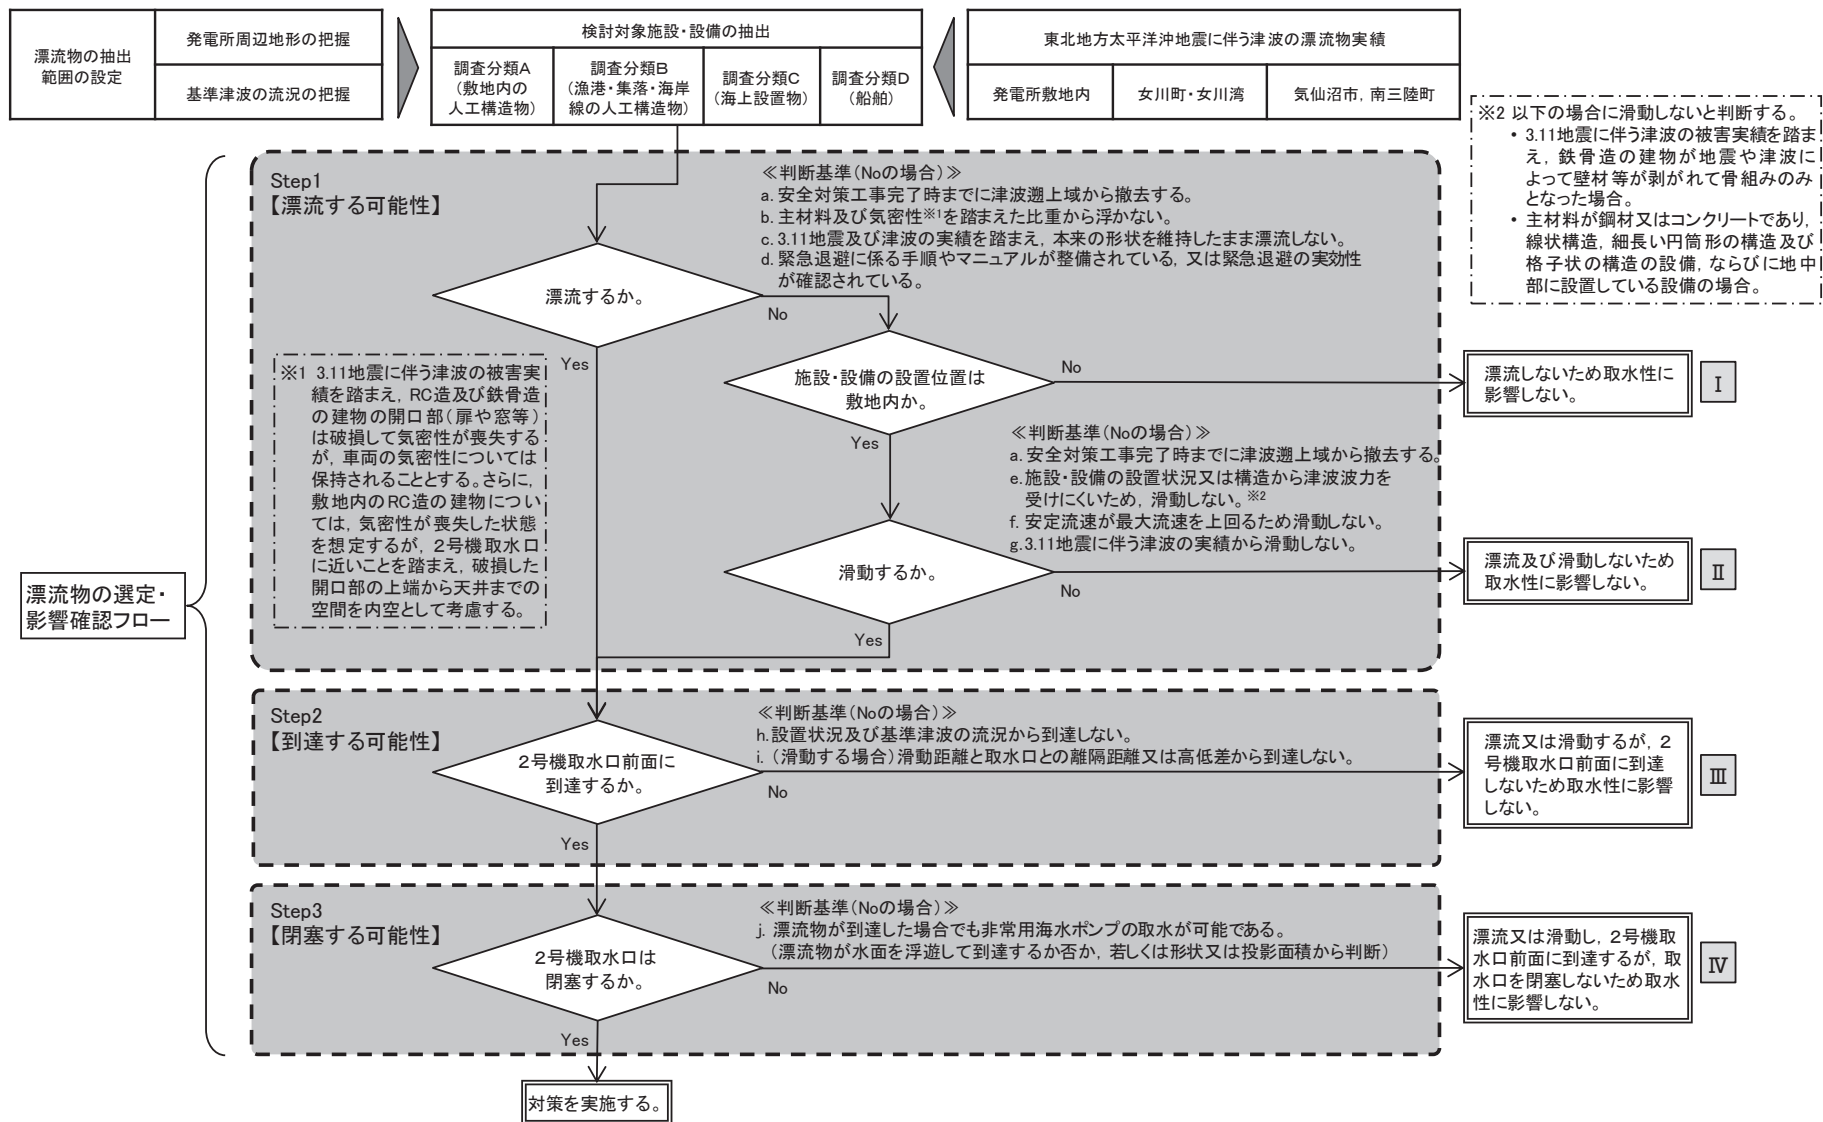 漂流物の抽出
範囲の設定
発電所周辺地形の把握
基準津波の流況の把握
検討対象施設・設備の抽出
調査分類A
(敷地内の
人工構造物)
調査分類B
(漁港・集落・海岸
線の人工構造物)
調査分類C
(海上設置物)
調査分類D
(船舶)
東北地方太平洋沖地震に伴う津波の漂流物実績
発電所敷地内
女川町・女川湾
気仙沼市,南三陸町
※2 以下の場合に滑動しないと判断する。
• 3.11地震に伴う津波の被害実績を踏ま
え,鉄骨造の建物が地震や津波に
よって壁材等が剥がれて骨組みのみ
となった場合。
• 主材料が鋼材又はコンクリートであり,
線状構造,細長い円筒形の構造及び
格子状の構造の設備,ならびに地中
部に設置している設備の場合。
Step1
【漂流する可能性】
≪判断基準(Noの場合)≫
a. 安全対策工事完了時までに津波遡上域から撤去する。
b. 主材料及び気密性※1を踏まえた比重から浮かない。
c. 3.11地震及び津波の実績を踏まえ,本来の形状を維持したまま漂流しない。
d. 緊急退避に係る手順やマニュアルが整備されている,又は緊急退避の実効性
が確認されている。
漂流するか。
No
Yes
※1 3.11地震に伴う津波の被害実
績を踏まえ,RC造及び鉄骨造
の建物の開口部(扉や窓等)
は破損して気密性が喪失する
が,車両の気密性については
保持されることとする。さらに,
敷地内のRC造の建物につい
ては,気密性が喪失した状態
を想定するが,2号機取水口
に近いことを踏まえ,破損した
開口部の上端から天井までの
空間を内空として考慮する。
施設・設備の設置位置は
敷地内か。
No
Yes
漂流しないため取水性に
影響しない。
Ⅰ
≪判断基準(Noの場合)≫
a. 安全対策工事完了時までに津波遡上域から撤去する。
e. 施設・設備の設置状況又は構造から津波波力を
受けにくいため,滑動しない。※2
f. 安定流速が最大流速を上回るため滑動しない。
g. 3.11地震に伴う津波の実績から滑動しない。
滑動するか。
No
Yes
漂流及び滑動しないため
取水性に影響しない。
Ⅱ
漂流物の選定・
影響確認フロー
Step2
【到達する可能性】
≪判断基準(Noの場合)≫
h. 設置状況及び基準津波の流況から到達しない。
i. (滑動する場合)滑動距離と取水口との離隔距離又は高低差から到達しない。
2号機取水口前面に
到達するか。
No
Yes
漂流又は滑動するが,2
号機取水口前面に到達
しないため取水性に影響
しない。
Ⅲ
Step3
【閉塞する可能性】
≪判断基準(Noの場合)≫
j. 漂流物が到達した場合でも非常用海水ポンプの取水が可能である。
(漂流物が水面を浮遊して到達するか否か,若しくは形状又は投影面積から判断)
2号機取水口は
閉塞するか。
No
Yes
漂流又は滑動し,2号機取
水口前面に到達するが,取
水口を閉塞しないため取水
性に影響しない。
Ⅳ
対策を実施する。